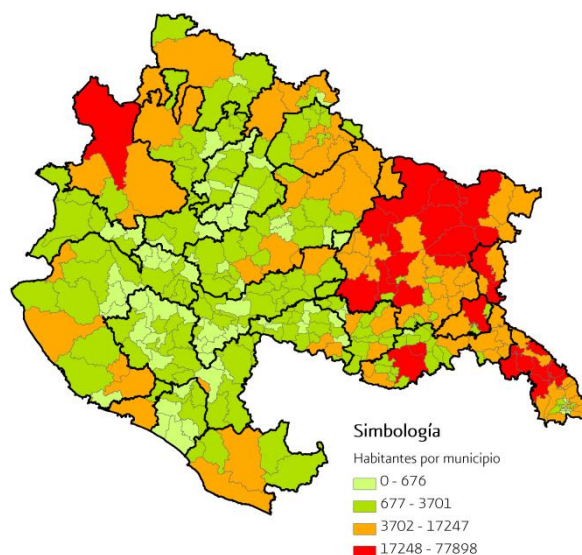 Simbología
Habitantes por municipio
0 - 676
677 - 3701
3702 - 17247
17248 - 77898